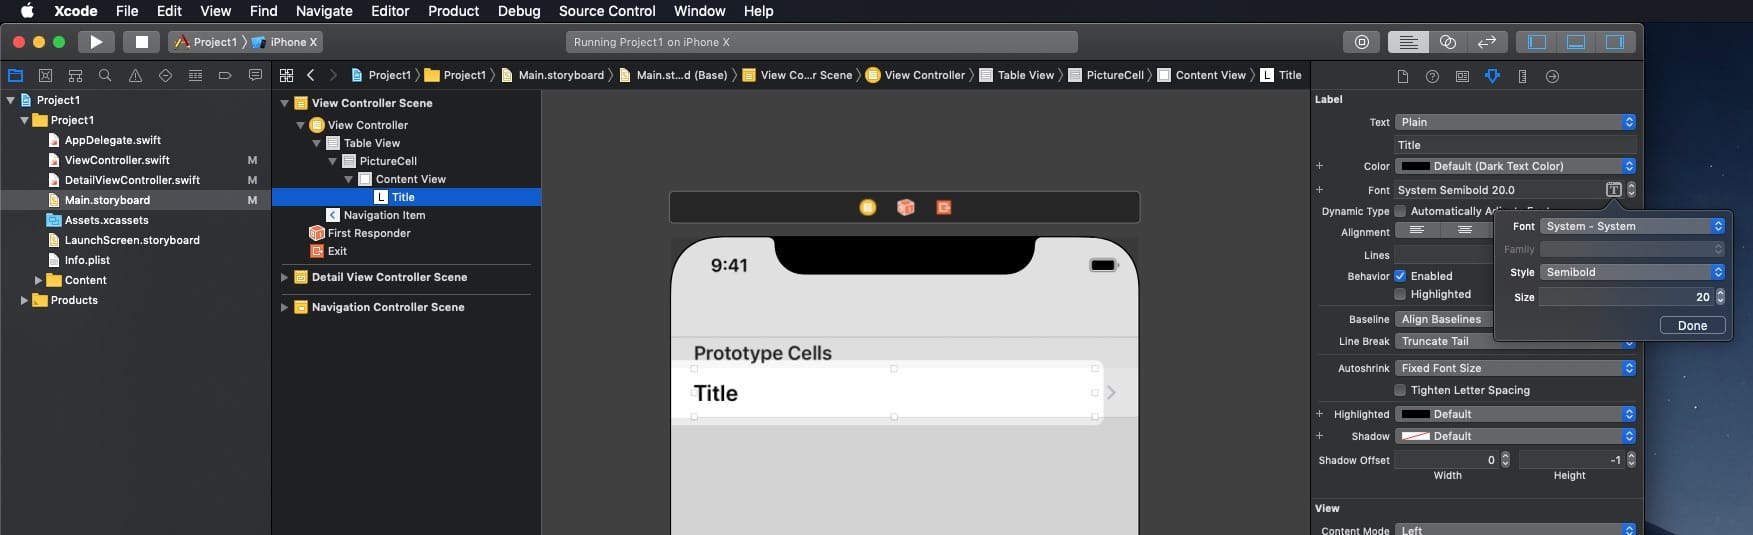 Xcode File Edit View Find Navigate Editor Product Debug Source Control Window Help
Project1 iPhone X
Running Project1 on iPhone X
Project1 Project1 Main.storyboard Main.st...d (Base) View Co...r Scene View Controller Table View PictureCell Content View L Title
Project1
Project1
AppDelegate.swift
ViewController.swift M
DetailViewController.swift M
Main.storyboard M
Assets.xcassets
LaunchScreen.storyboard
Info.plist
Content
Products
View Controller Scene
View Controller
Table View
PictureCell
Content View
L Title
Navigation Item
First Responder
Exit
Detail View Controller Scene
Navigation Controller Scene
9:41
Prototype Cells
Title
Label
Text Plain
Title
Color Default (Dark Text Color)
Font System Semibold 20.0
Dynamic Type Automatically
Alignment
Lines
Behavior Enabled
Highlighted
Baseline Align Baselines
Line Break Truncate Tail
Autoshrink Fixed Font Size
Tighten Letter Spacing
Highlighted Default
Shadow Default
Shadow Offset 0 -1
Width Height
View
Content Mode Left
Font System - System
Family
Style Semibold
Size 20
Done